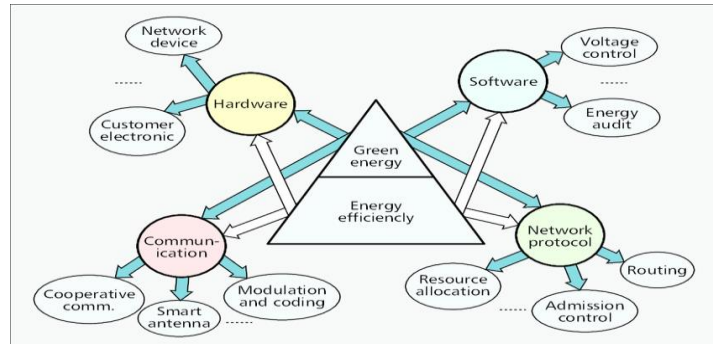 Network
device
Hardware
Customer
electronic
Software
Voltage
control
Energy
audit
Green
energy
Energy
efficiencly
Commun-
ication
Cooperative
comm.
Smart
antenna
Modulation
and coding
Network
protocol
Resource
allocation
Admission
control
Routing